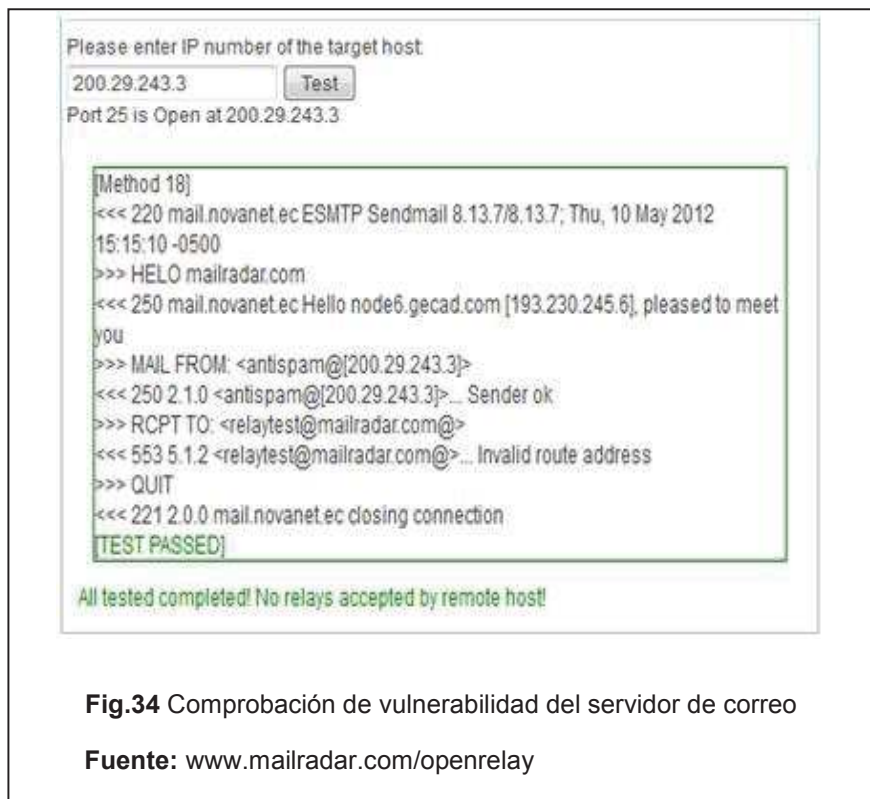 Please enter IP number of the target host:
200.29.243.3 Test
Port 25 is Open at 200.29.243.3
[Method 18]
<<< 220 mail.novanet.ec ESMTP Sendmail 8.13.7/8.13.7; Thu, 10 May 2012
15:15:10 -0500
>>> HELO mailradar.com
<<< 250 mail.novanet.ec Hello node6.gecad.com [193.230.245.6], pleased to meet
you
>>> MAIL FROM: <antispam@[200.29.243.3]>
<<< 250 2.1.0 <antispam@[200.29.243.3]>... Sender ok
>>> RCPT TO: <relaytest@mailradar.com@>
<<< 553 5.1.2 <relaytest@mailradar.com@>... Invalid route address
>>> QUIT
<<< 221 2.0.0 mail.novanet.ec closing connection
[TEST PASSED]
All tested completed! No relays accepted by remote host!
Fig.34 Comprobación de vulnerabilidad del servidor de correo
Fuente: www.mailradar.com/openrelay